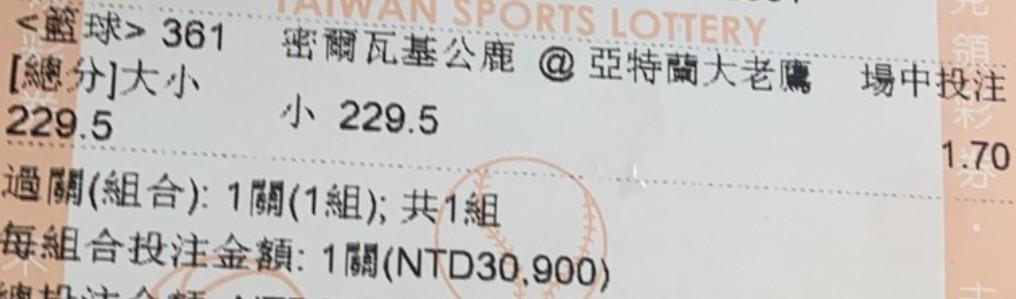 TAIWAN SPORTS LOTTERY
<籃球> 361 密爾瓦基公鹿 @ 亞特蘭大老鷹 場中投注
[總分]大小
229.5 小 229.5 1.70
過關(組合): 1關(1組); 共1組
每組合投注金額: 1關(NTD30,900)